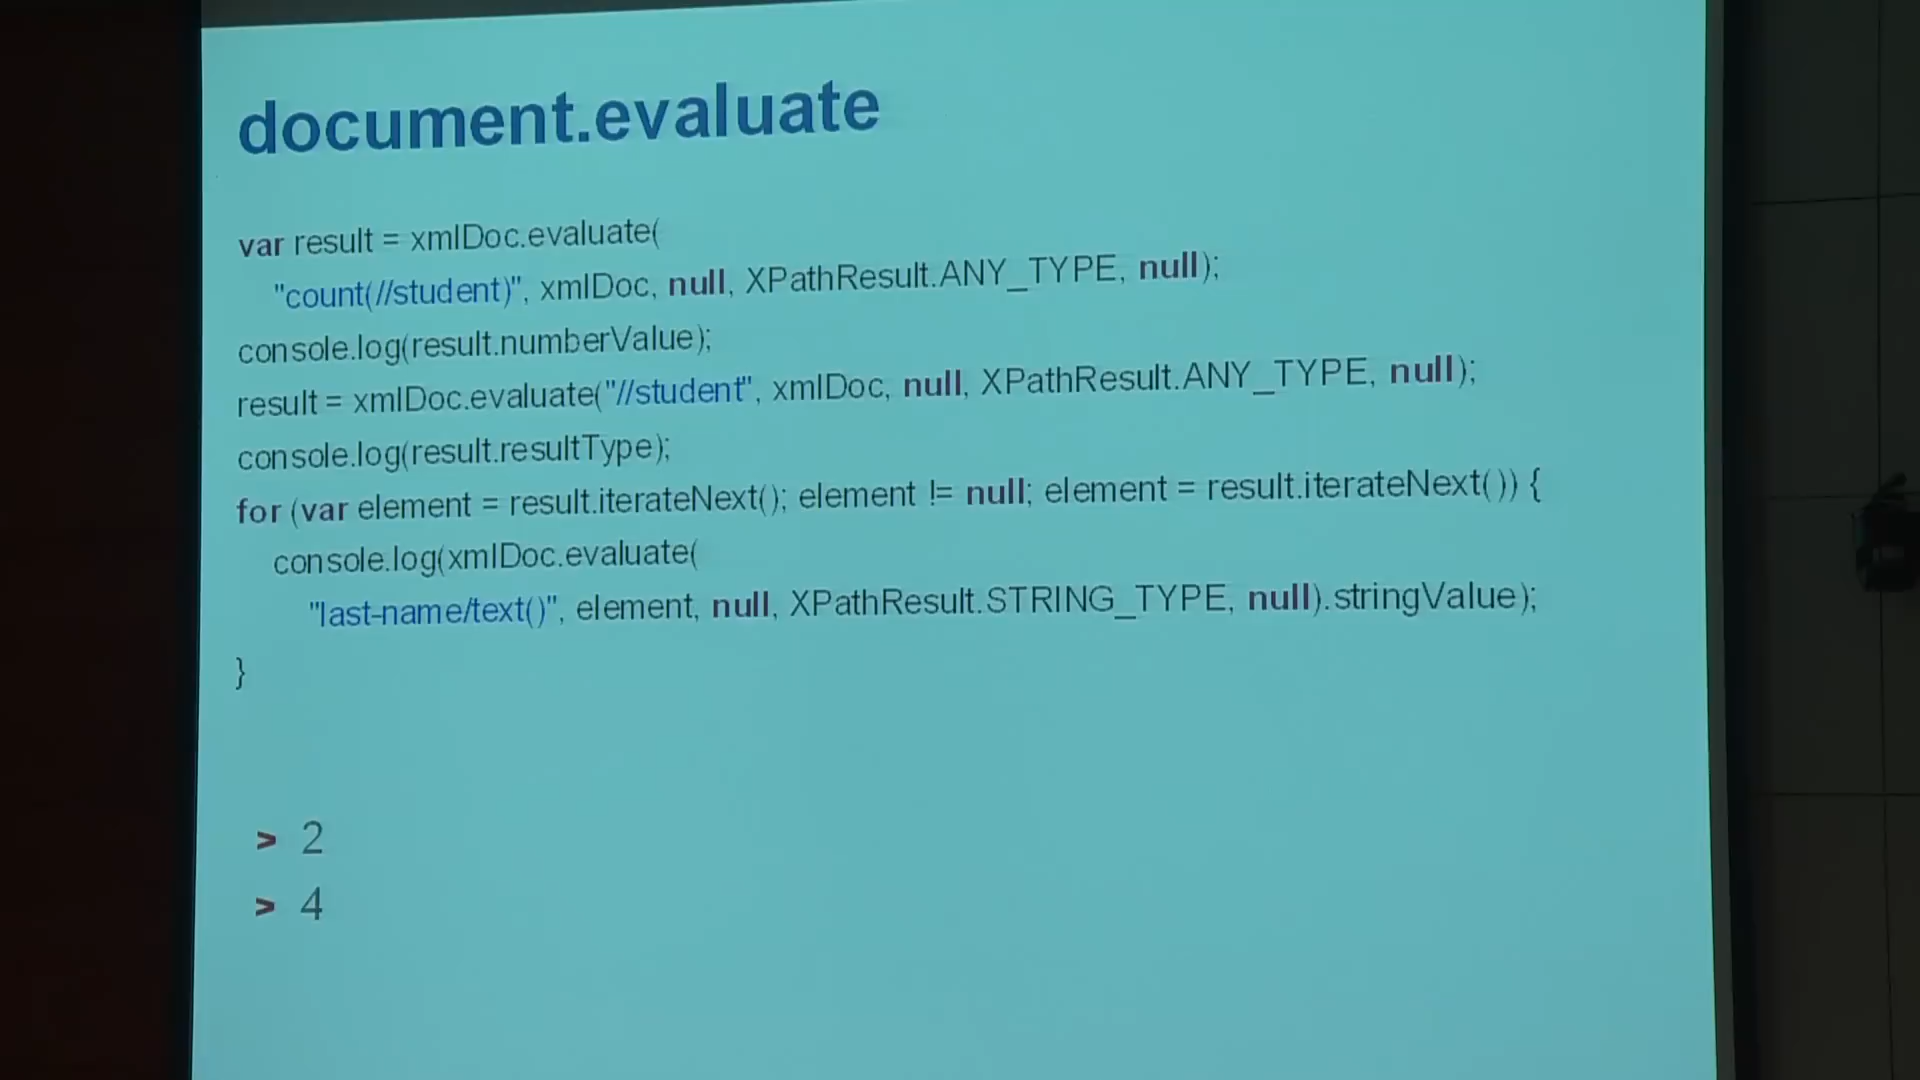 document.evaluate
var result = xmlDoc.evaluate(
"count(//student)", xmlDoc, null, XPathResult.ANY_TYPE, null);
console.log(result.numberValue);
result = xmlDoc.evaluate("//student", xmlDoc, null, XPathResult.ANY_TYPE, null);
console.log(result.resultType);
for (var element = result.iterateNext(); element != null; element = result.iterateNext()) {
console.log(xmlDoc.evaluate(
"last-name/text()", element, null, XPathResult.STRING_TYPE, null).stringValue);
}
> 2
> 4